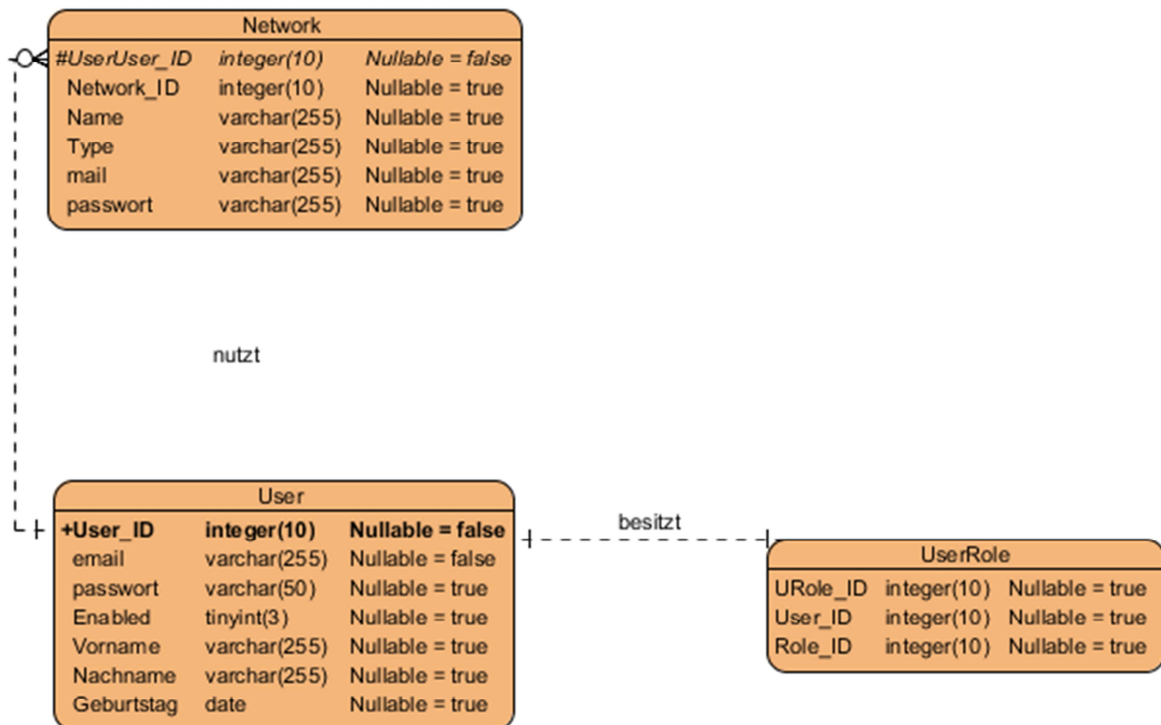 Network
#UserUser_ID integer(10) Nullable = false
Network_ID integer(10) Nullable = true
Name varchar(255) Nullable = true
Type varchar(255) Nullable = true
mail varchar(255) Nullable = true
passwort varchar(255) Nullable = true
nutzt
User
+User_ID integer(10) Nullable = false
email varchar(255) Nullable = false
passwort varchar(50) Nullable = true
Enabled tinyint(3) Nullable = true
Vorname varchar(255) Nullable = true
Nachname varchar(255) Nullable = true
Geburtstag date Nullable = true
besitzt
UserRole
URole_ID integer(10) Nullable = true
User_ID integer(10) Nullable = true
Role_ID integer(10) Nullable = true